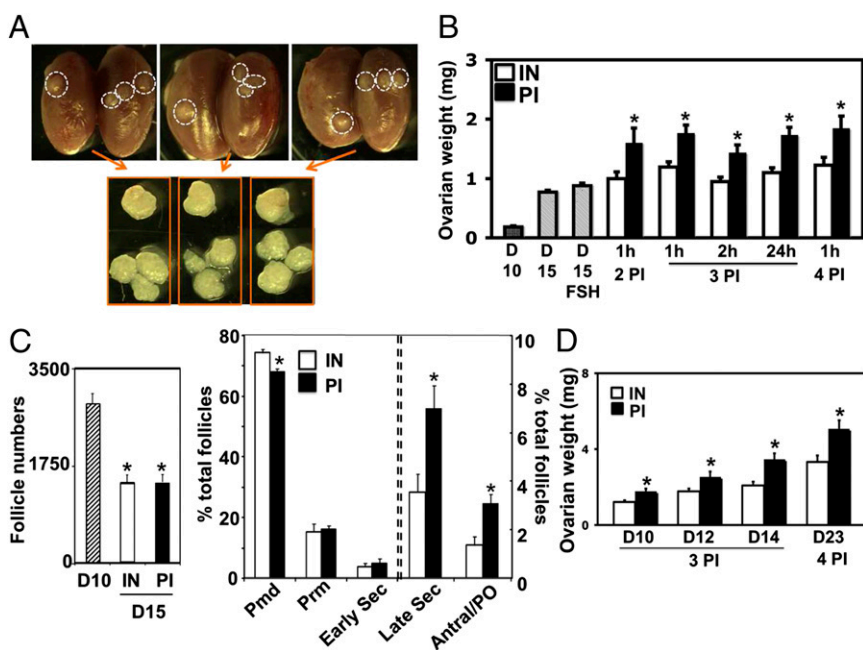 A
B
Ovarian weight (mg)
3
2
1
0
IN
PI
*
*
*
*
*
D 10
D 15
D 15 FSH
1h
1h
2h
24h
1h
2 PI
3 PI
4 PI
C
Follicle numbers
3500
1750
0
*
*
D10
IN
PI
D15
% total follicles
80
60
40
20
0
IN
PI
*
*
*
10
8
6
4
2
0
% total follicles
Pmd
Prm
Early Sec
Late Sec
Antral/PO
D
Ovarian weight (mg)
8
4
0
IN
PI
*
*
*
*
D10
D12
D14
D23
3 PI
4 PI